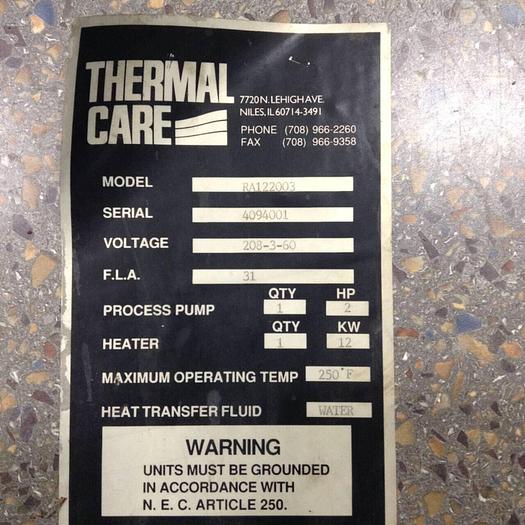 THERMAL
CARE
7720 N. LEHIGH AVE.
NILES, IL 60714-3491
PHONE (708) 966-2260
FAX (708) 966-9358
MODEL RA122003
SERIAL 4094001
VOLTAGE 208-3-60
F.L.A. 31
QTY HP
PROCESS PUMP 1 2
QTY KW
HEATER 1 12
MAXIMUM OPERATING TEMP 250°F
HEAT TRANSFER FLUID WATER
WARNING
UNITS MUST BE GROUNDED
IN ACCORDANCE WITH
N. E. C. ARTICLE 250.